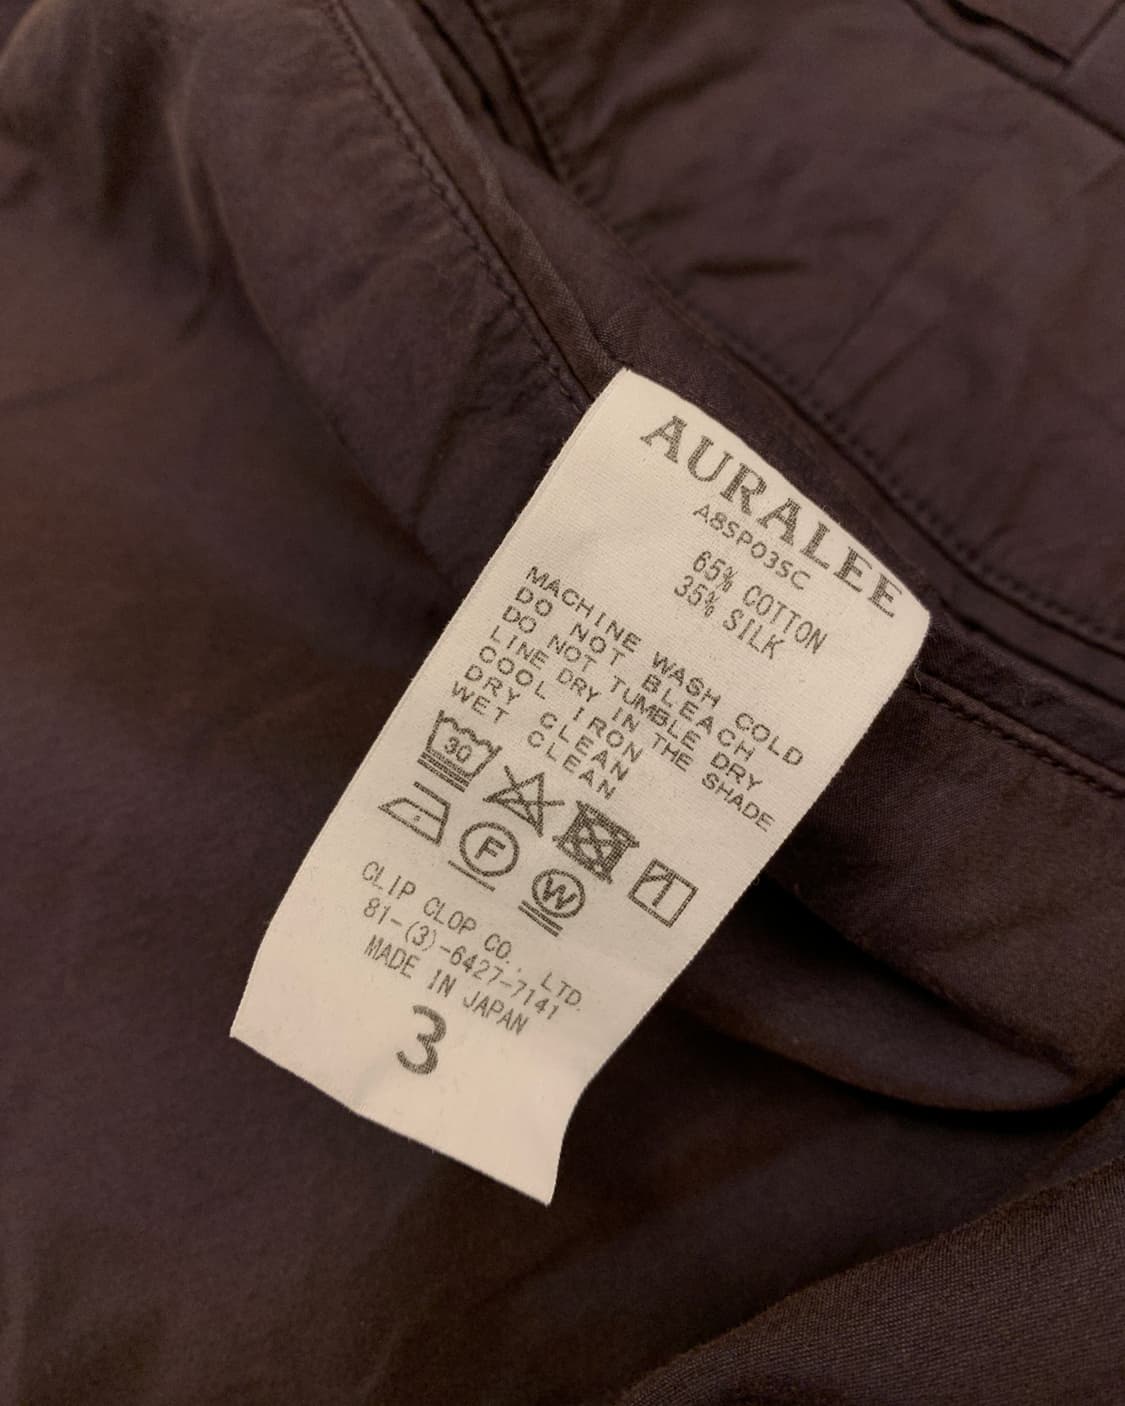 AURALEE
A8SP03SC
65% COTTON
35% SILK
MACHINE WASH COLD
DO NOT BLEACH
DO NOT TUMBLE DRY
LINE DRY IN THE SHADE
COOL IRON
DRY CLEAN
WET CLEAN
30
F
W
CLIP CLOP CO., LTD.
81-(3)-6427-7141
MADE IN JAPAN
3